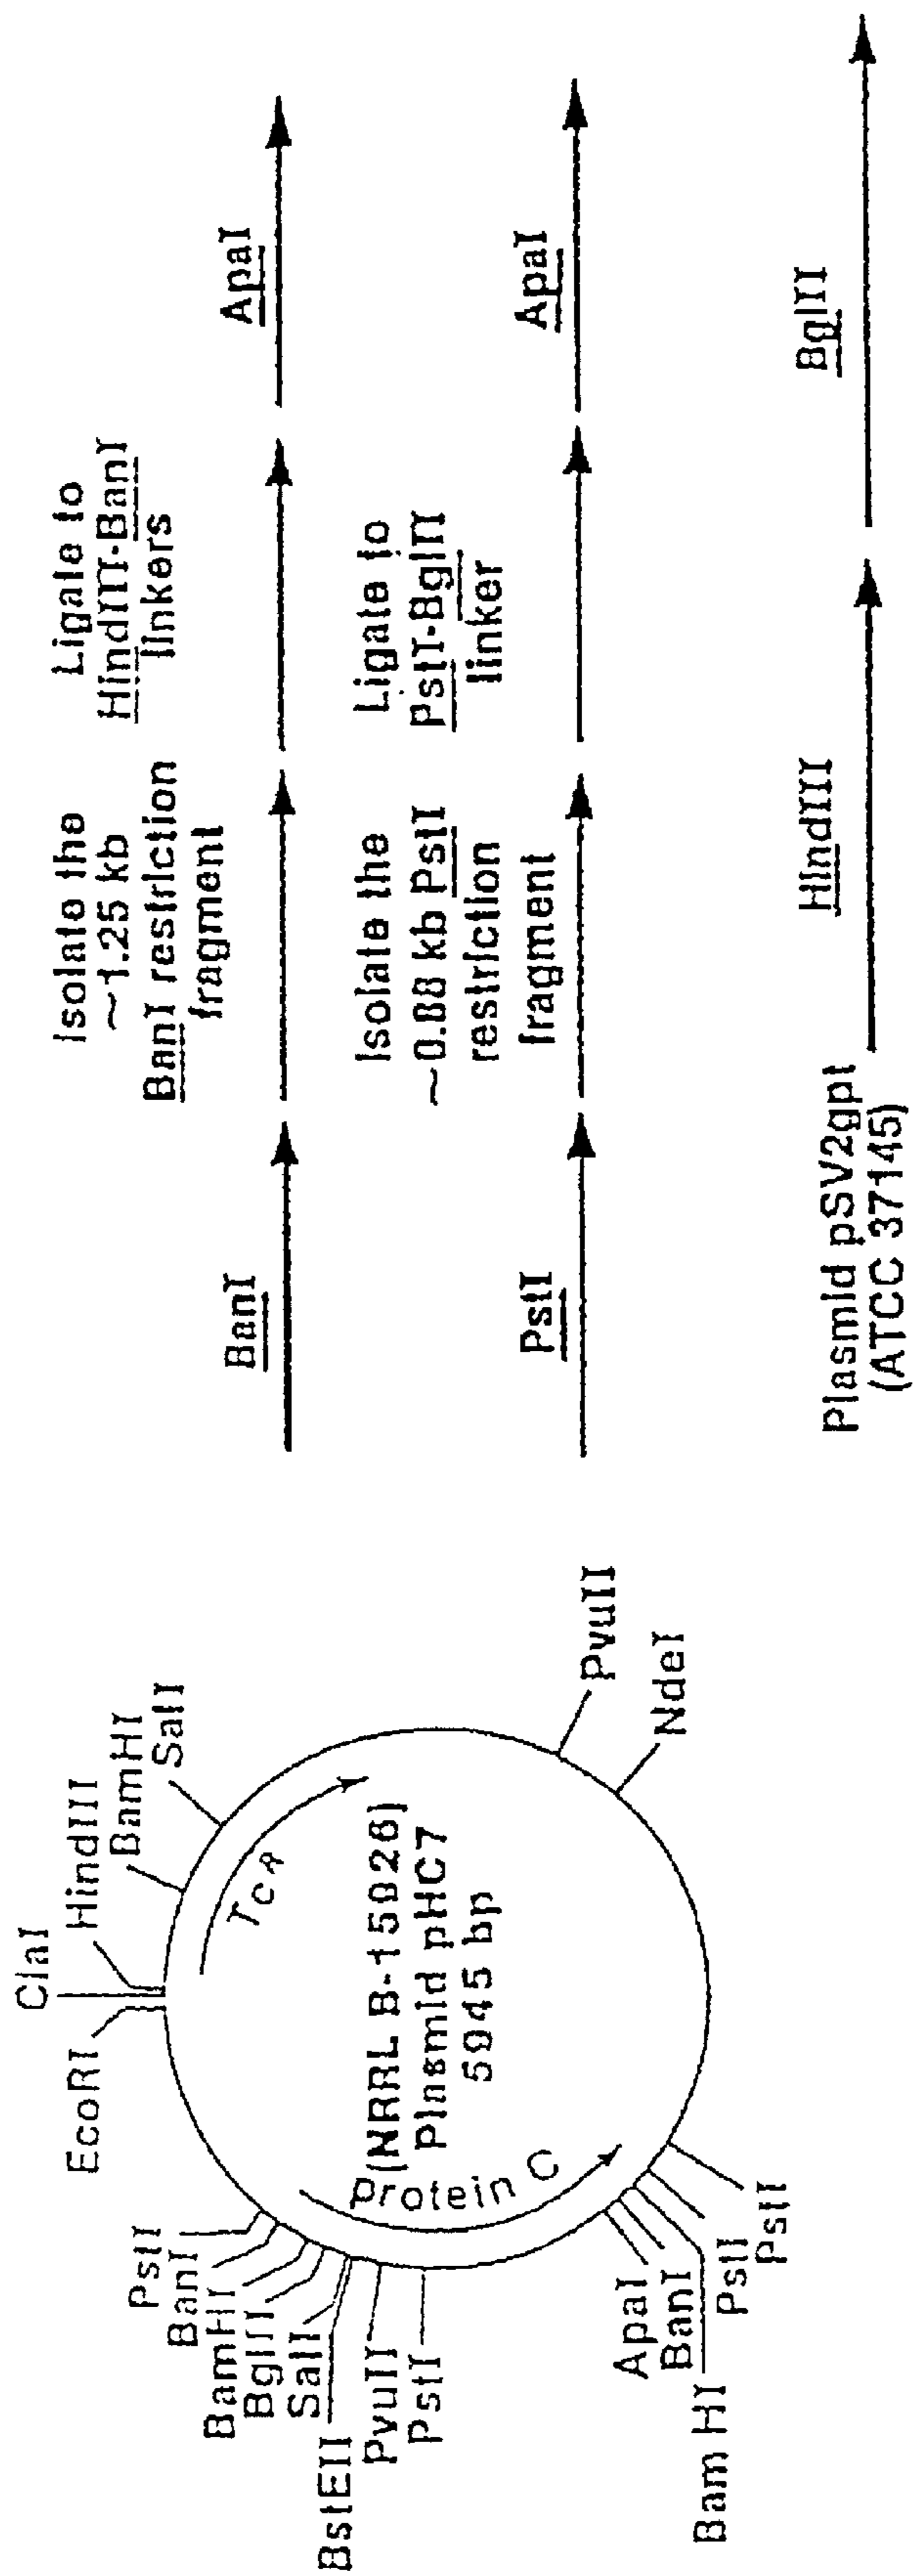 ClaI
HindIII
BamHI
SalI
EcoRI
PstI
BanI
BamHI
BglII
SalI
BstEII
PvuII
PstI
TcR
Protein C
(NRRL B-15926)
Plasmid pHC7
5945 bp
PvuII
NdeI
ApaI
BanI
Bam HI
PstI
PstI
BanI
Isolate the
~1.25 kb
BanI restriction
fragment
Ligate to
HindIII-BanI
linkers
ApaI
PstI
Isolate the
~0.88 kb PstI
restriction
fragment
Ligate to
PstI-BglII
linker
ApaI
Plasmid pSV2gpt
(ATCC 37145)
HindIII
BglII